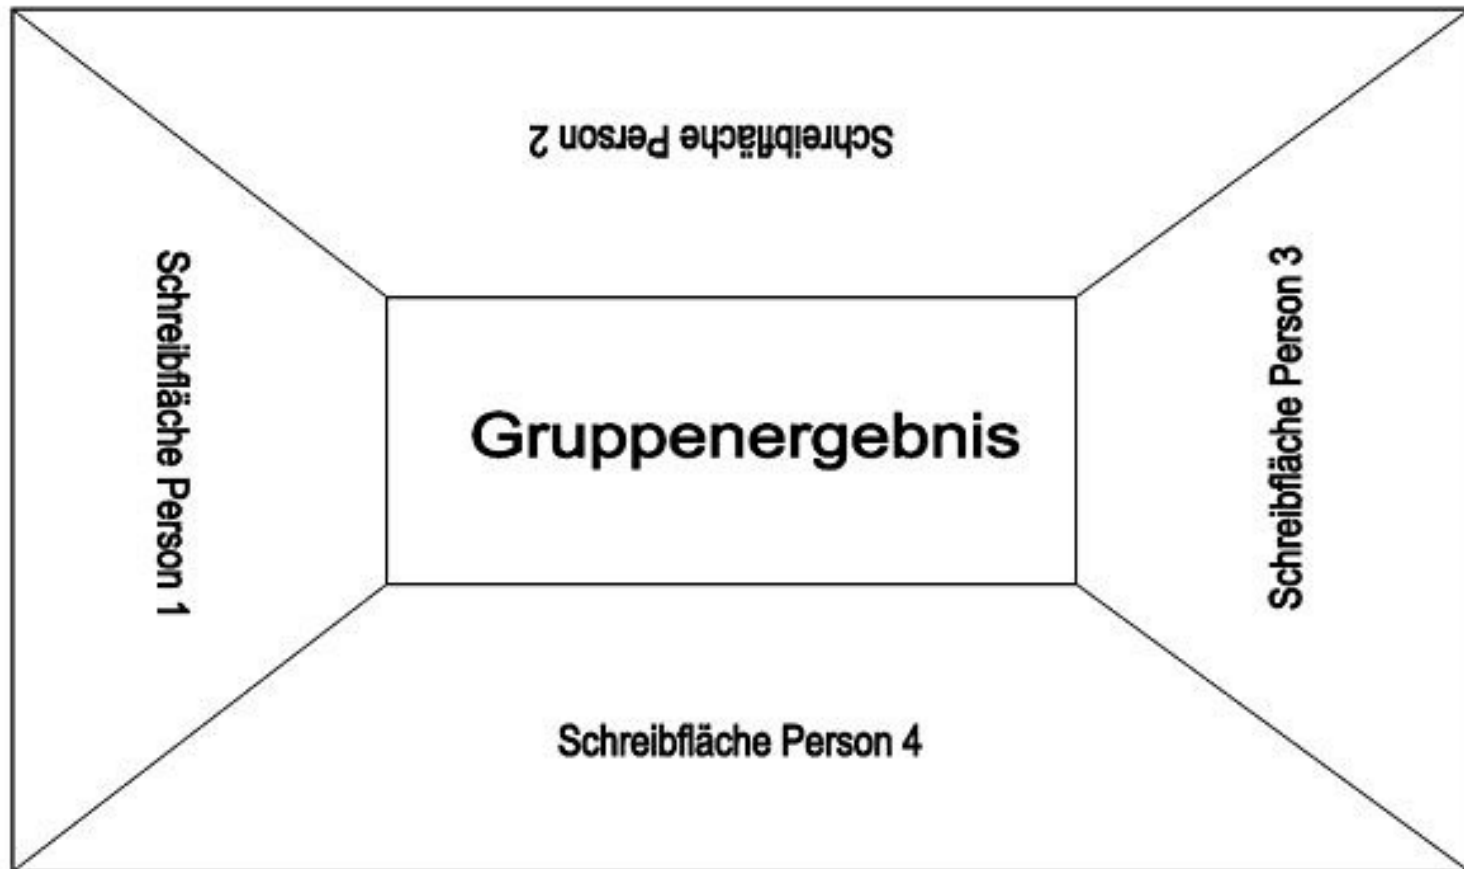 Schreibfläche Person 2
Schreibfläche Person 1
Gruppenergebnis
Schreibfläche Person 3
Schreibfläche Person 4